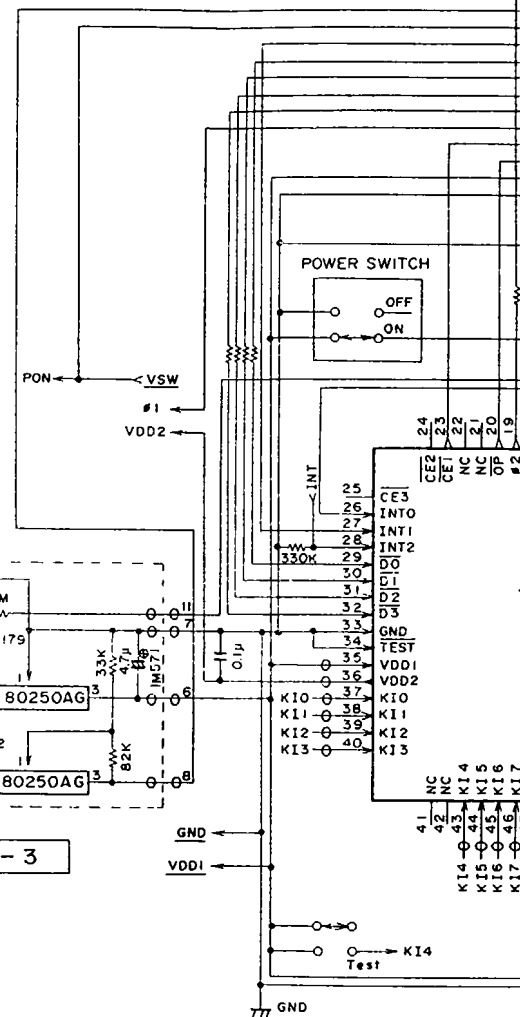 POWER SWITCH
OFF
ON
PON
VSW
#1
VDD2
24
23
22
21
20
19
CE2
CE1
NC
NC
OP
#2
INT
25
CE3
26
INT0
27
INT1
28
INT2
330K
29
D0
30
D1
31
D2
32
D3
33
GND
34
TEST
35
VDD1
36
VDD2
KI0
37
KI0
KI1
38
KI1
KI2
39
KI2
KI3
40
KI3
M
11
179
7
33K
4.7μ
1M571
0.1μ
1
80250AG
3
6
2
1
80250AG
3
82K
8
NC
NC
KI4
KI5
KI6
KI7
41
42
43
44
45
46
KI4
KI5
KI6
KI7
GND
-3
VDD1
KI4
Test
GND